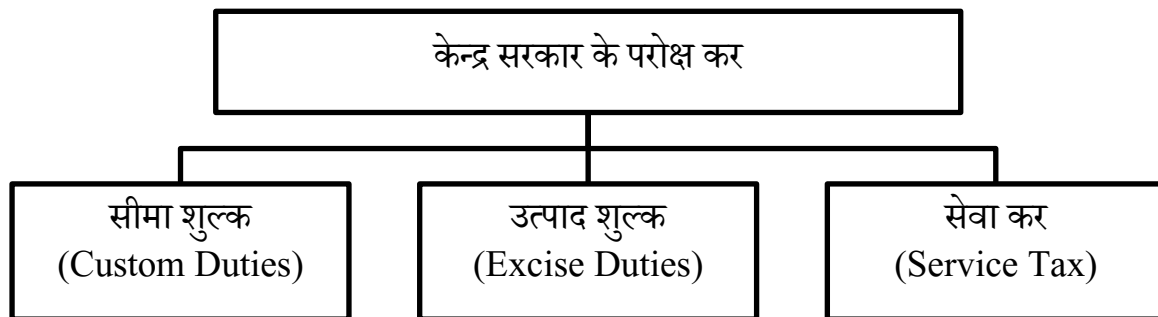 केन्द्र सरकार के परोक्ष कर
सीमा शुल्क
(Custom Duties)
उत्पाद शुल्क
(Excise Duties)
सेवा कर
(Service Tax)